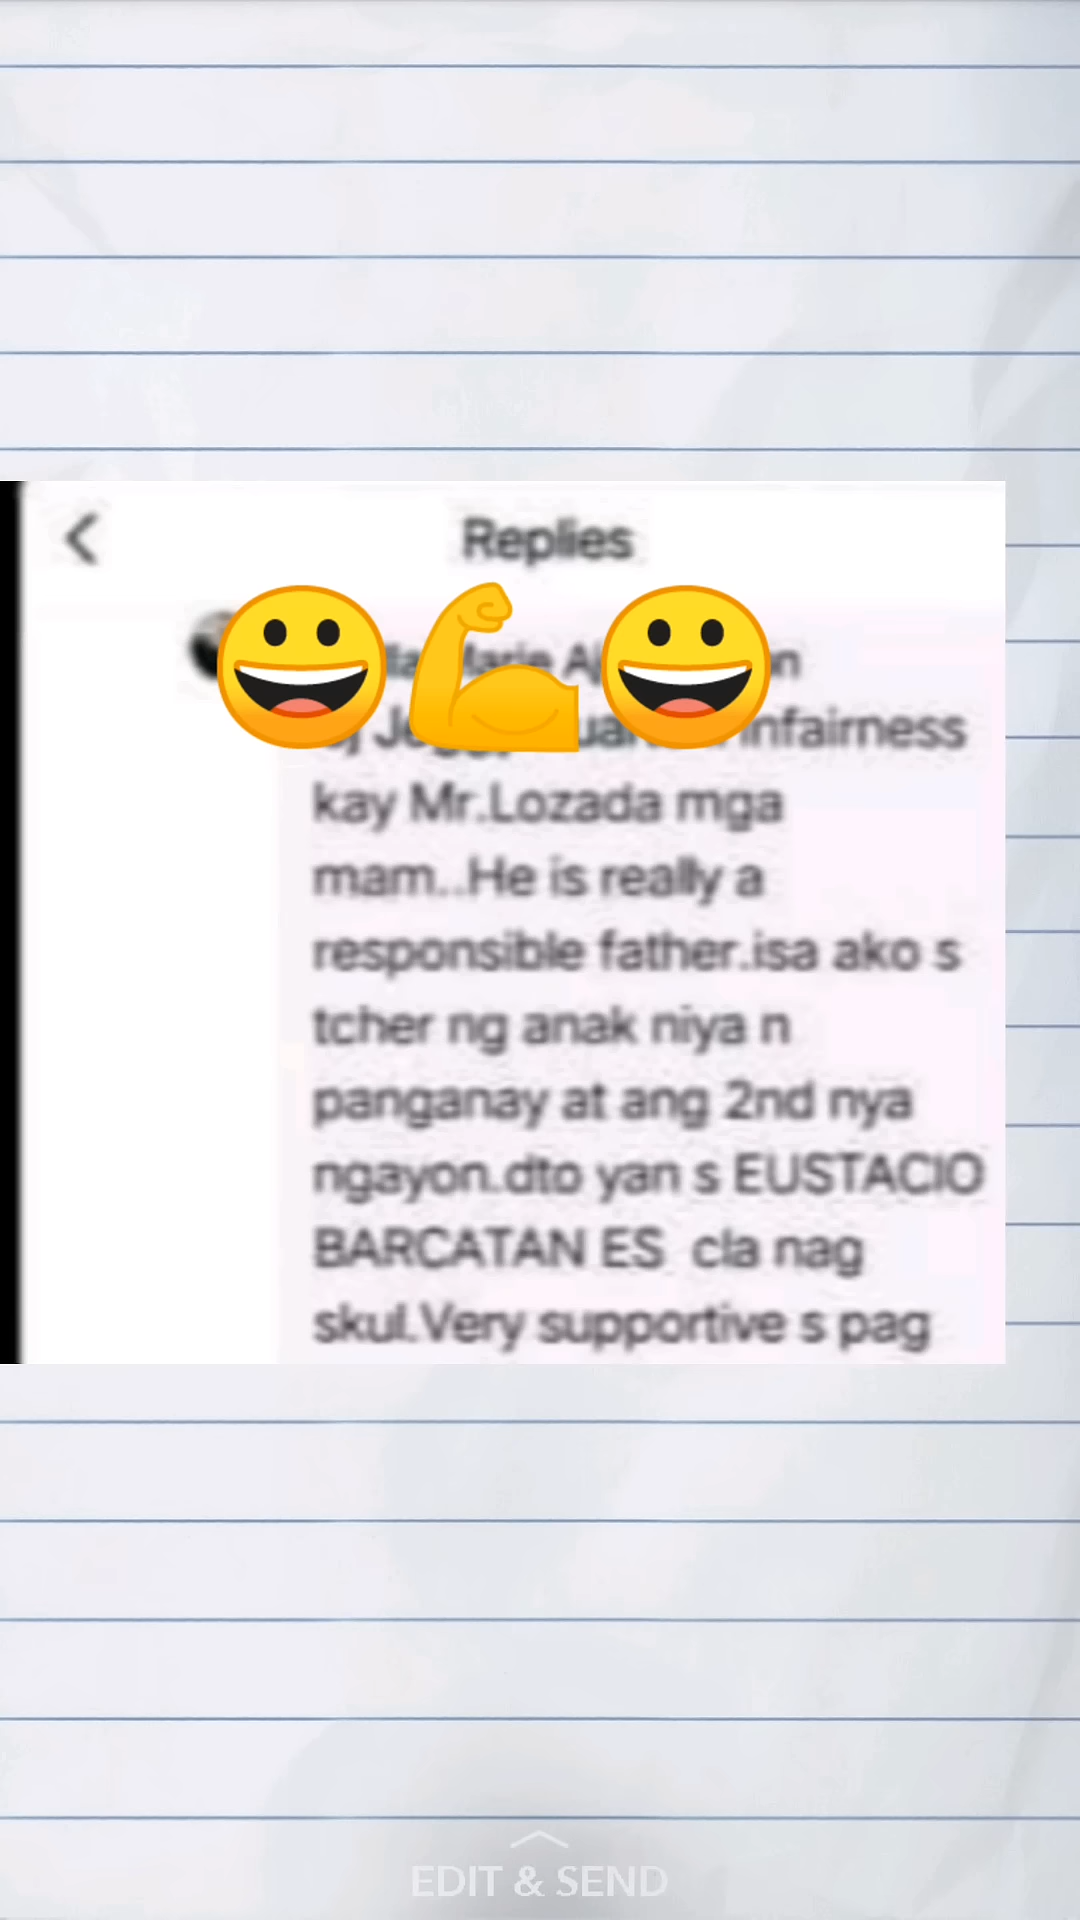 Replies
Marie
infairness
kay Mr.Lozada mga
mam..He is really a
responsible father.isa ako s
tcher ng anak niya n
panganay at ang 2nd nya
ngayon.dto yan s EUSTACIO
BARCATAN ES cla nag
skul.Very supportive s pag
EDIT & SEND